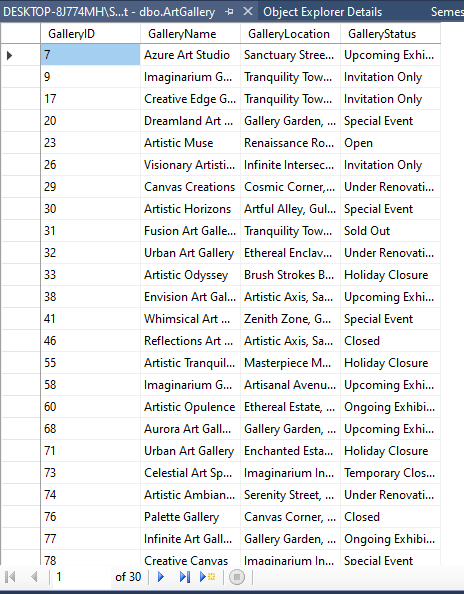 DESKTOP-8J774MH\S...t - dbo.ArtGallery Object Explorer Details Semes
GalleryID GalleryName GalleryLocation GalleryStatus
7 Azure Art Studio Sanctuary Stree... Upcoming Exhi...
9 Imaginarium G... Tranquility Tow... Invitation Only
17 Creative Edge G... Tranquility Tow... Invitation Only
20 Dreamland Art ... Gallery Garden, ... Special Event
23 Artistic Muse Renaissance Ro... Open
26 Visionary Artisti... Infinite Intersec... Invitation Only
29 Canvas Creations Cosmic Corner,... Under Renovati...
30 Artistic Horizons Artful Alley, Gul... Special Event
31 Fusion Art Galle... Tranquility Tow... Sold Out
32 Urban Art Gallery Ethereal Enclav... Under Renovati...
33 Artistic Odyssey Brush Strokes B... Holiday Closure
38 Envision Art Gal... Artistic Axis, Sa... Upcoming Exhi...
41 Whimsical Art ... Zenith Zone, G... Special Event
46 Reflections Art ... Artistic Axis, Sa... Closed
55 Artistic Tranquil... Masterpiece M... Holiday Closure
58 Imaginarium G... Artisanal Avenu... Upcoming Exhi...
60 Artistic Opulence Ethereal Estate, ... Ongoing Exhibi...
68 Aurora Art Gall... Gallery Garden, ... Upcoming Exhi...
71 Urban Art Gallery Enchanted Esta... Holiday Closure
73 Celestial Art Sp... Imaginarium In... Temporary Clos...
74 Artistic Ambian... Serenity Street, ... Under Renovati...
76 Palette Gallery Canvas Corner, ... Closed
77 Infinite Art Gall... Gallery Garden, ... Ongoing Exhibi...
78 Creative Canvas Imaginarium In... Special Event
1 of 30